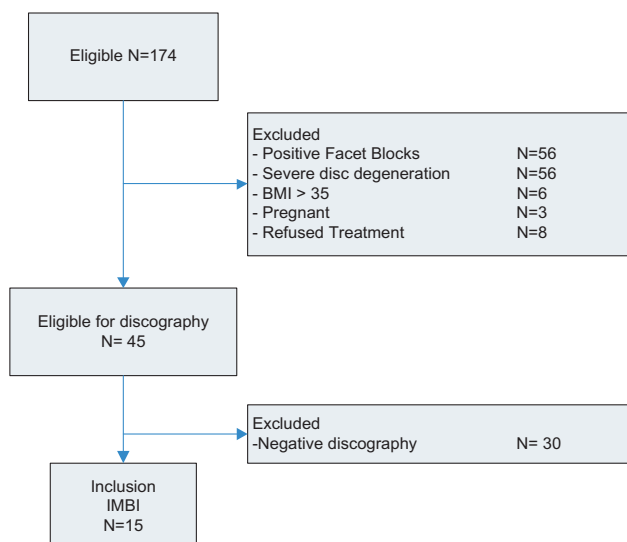 Eligible N=174
Excluded
- Positive Facet Blocks N=56
- Severe disc degeneration N=56
- BMI > 35 N=6
- Pregnant N=3
- Refused Treatment N=8
Eligible for discography
N= 45
Excluded
-Negative discography N= 30
Inclusion
IMBI
N=15